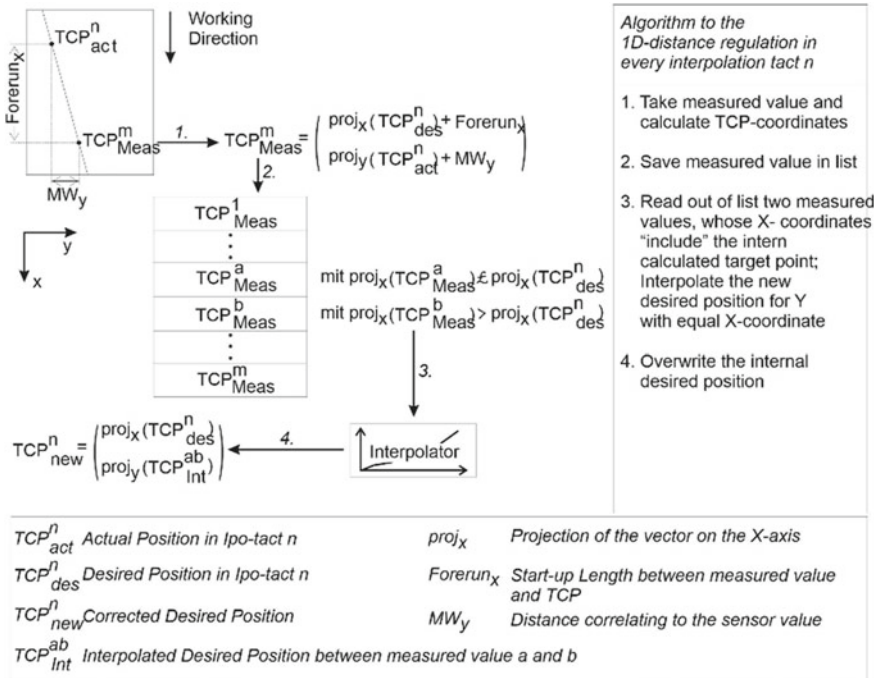 Working
Direction
TCP^n_act
Forerun_x
TCP^m_Meas
MW_y
y
x
1.
TCP^m_Meas = ( proj_x(TCP^n_des) + Forerun_x
proj_y(TCP^n_act) + MW_y )
2.
TCP^1_Meas
⋮
TCP^a_Meas
TCP^b_Meas
⋮
TCP^m_Meas
mit proj_x(TCP^a_Meas) £ proj_x(TCP^n_des)
mit proj_x(TCP^b_Meas) > proj_x(TCP^n_des)
3.
Interpolator
4.
TCP^n_new = ( proj_x(TCP^n_des)
proj_y(TCP^ab_Int) )
Algorithm to the
1D-distance regulation in
every interpolation tact n
1. Take measured value and
calculate TCP-coordinates
2. Save measured value in list
3. Read out of list two measured
values, whose X- coordinates
“include” the intern
calculated target point;
Interpolate the new
desired position for Y
with equal X-coordinate
4. Overwrite the internal
desired position
TCP^n_act Actual Position in Ipo-tact n
TCP^n_des Desired Position in Ipo-tact n
TCP^n_new Corrected Desired Position
TCP^ab_Int Interpolated Desired Position between measured value a and b
proj_x Projection of the vector on the X-axis
Forerun_x Start-up Length between measured value
and TCP
MW_y Distance correlating to the sensor value